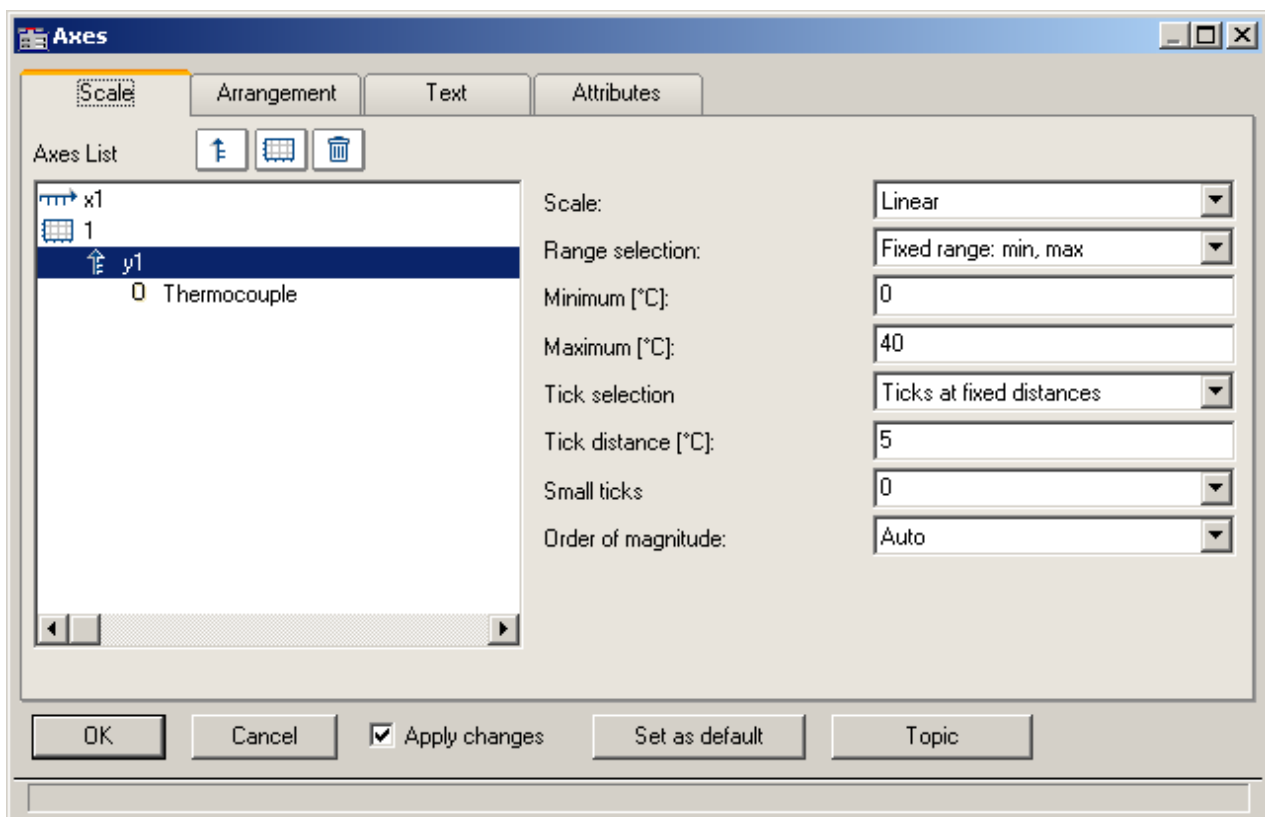 Axes
Scale Arrangement Text Attributes
Axes List
x1
1
y1
0 Thermocouple
Scale: Linear
Range selection: Fixed range: min, max
Minimum [°C]: 0
Maximum [°C]: 40
Tick selection Ticks at fixed distances
Tick distance [°C]: 5
Small ticks 0
Order of magnitude: Auto
OK Cancel Apply changes Set as default Topic